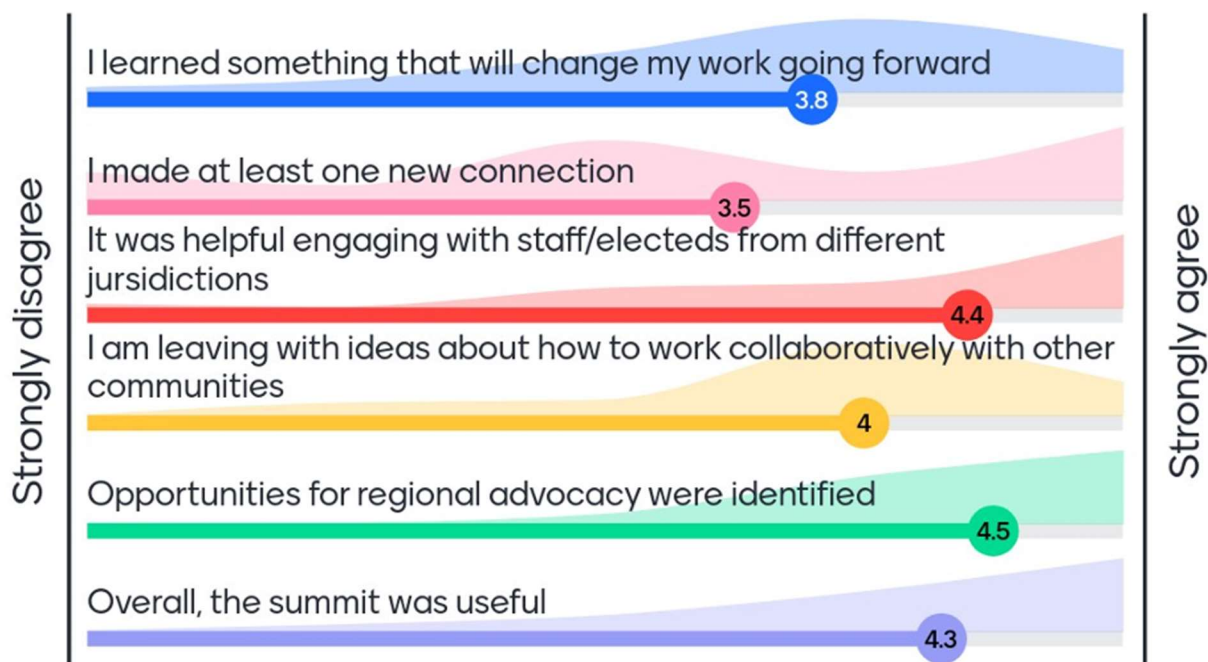 Strongly disagree
I learned something that will change my work going forward
3.8
I made at least one new connection
3.5
It was helpful engaging with staff/electeds from different
jursidictions
4.4
I am leaving with ideas about how to work collaboratively with other
communities
4
Opportunities for regional advocacy were identified
4.5
Overall, the summit was useful
4.3
Strongly agree